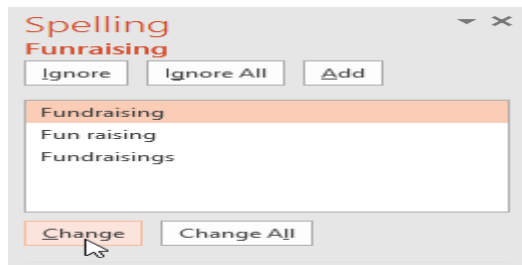 Spelling
Funraising
Ignore Ignore All Add
Fundraising
Fun raising
Fundraisings
Change Change All